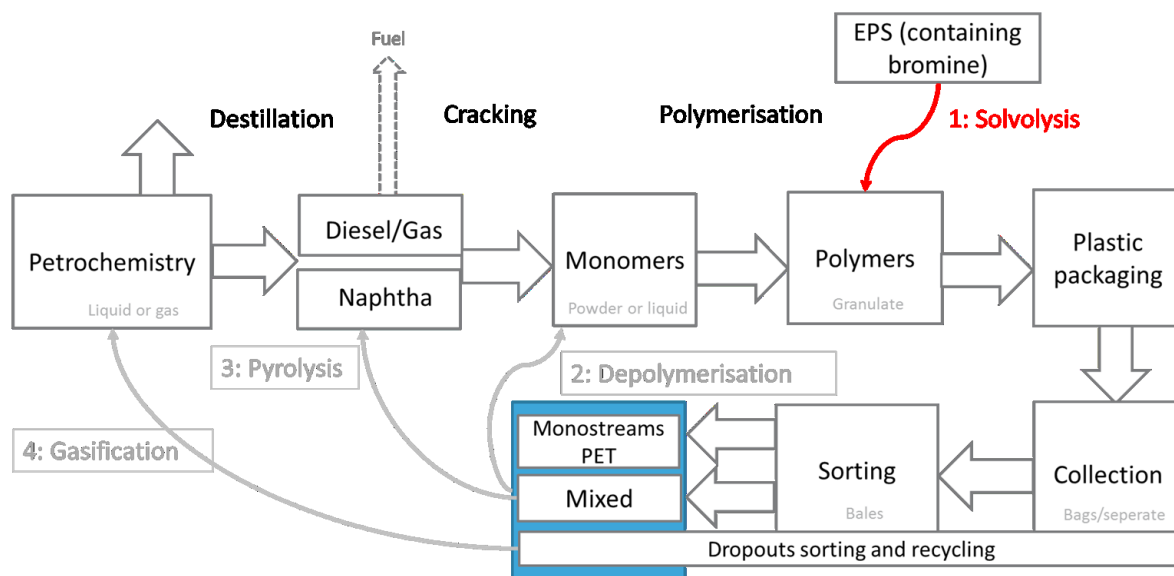 Fuel
EPS (containing
bromine)
Destillation
Cracking
Polymerisation
1: Solvolysis
Petrochemistry
Liquid or gas
Diesel/Gas
Naphtha
Monomers
Powder or liquid
Polymers
Granulate
Plastic
packaging
3: Pyrolysis
2: Depolymerisation
4: Gasification
Monostreams
PET
Mixed
Sorting
Bales
Collection
Bags/seperate
Dropouts sorting and recycling